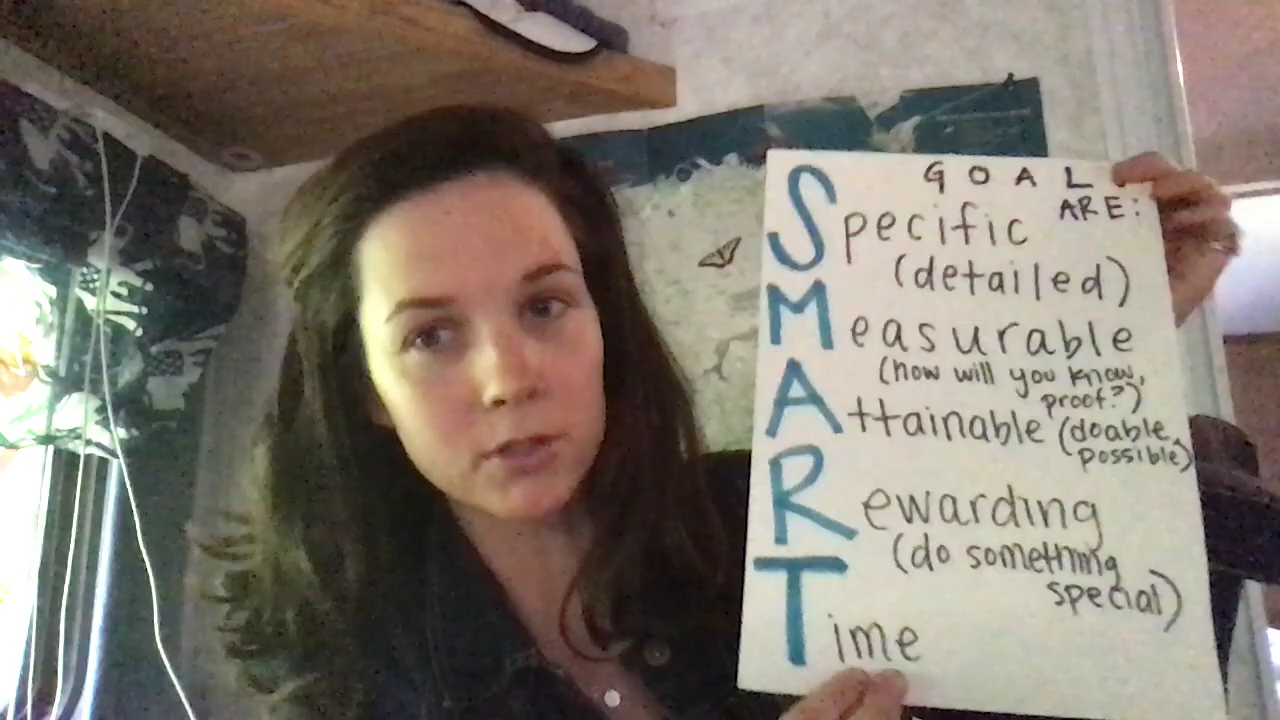 GOAL
ARE:
Specific
(detailed)
Measurable
(how will you know,
proof?)
Attainable (doable,
possible)
Rewarding
(do something
special)
Time